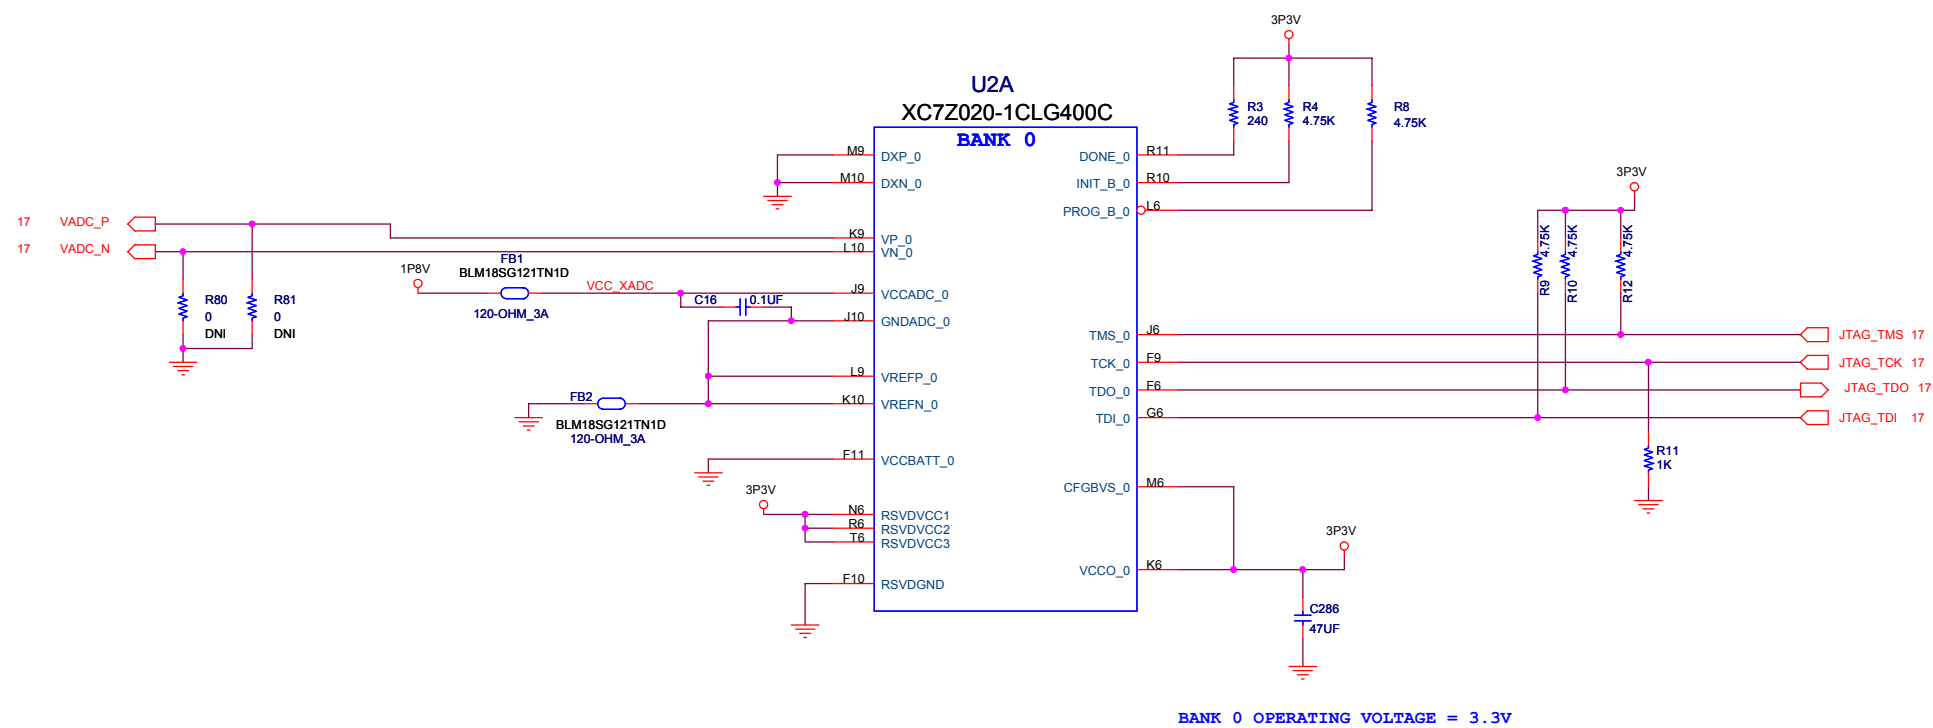 3P3V
U2A
XC7Z020-1CLG400C
BANK 0
R3
240
R4
4.75K
R8
4.75K
M9 DXP_0
M10 DXN_0
DONE_0 R11
INIT_B_0 R10
PROG_B_0 L6
3P3V
17 VADC_P
17 VADC_N
K9 VP_0
L10 VN_0
FB1
BLM18SG121TN1D
1P8V
VCC_XADC
120-OHM_3A
C16 0.1UF
J9 VCCADC_0
J10 GNDADC_0
R80
0
DNI
R81
0
DNI
4.75K
R9
4.75K
R10
4.75K
R12
TMS_0 J6
JTAG_TMS 17
TCK_0 F9
JTAG_TCK 17
TDO_0 F6
JTAG_TDO 17
TDI_0 G6
JTAG_TDI 17
L9 VREFP_0
K10 VREFN_0
FB2
BLM18SG121TN1D
120-OHM_3A
R11
1K
F11 VCCBATT_0
3P3V
CFGBVS_0 M6
N6 RSVDVCC1
R6 RSVDVCC2
T6 RSVDVCC3
3P3V
VCCO_0 K6
F10 RSVDGND
C286
47UF
BANK 0 OPERATING VOLTAGE = 3.3V